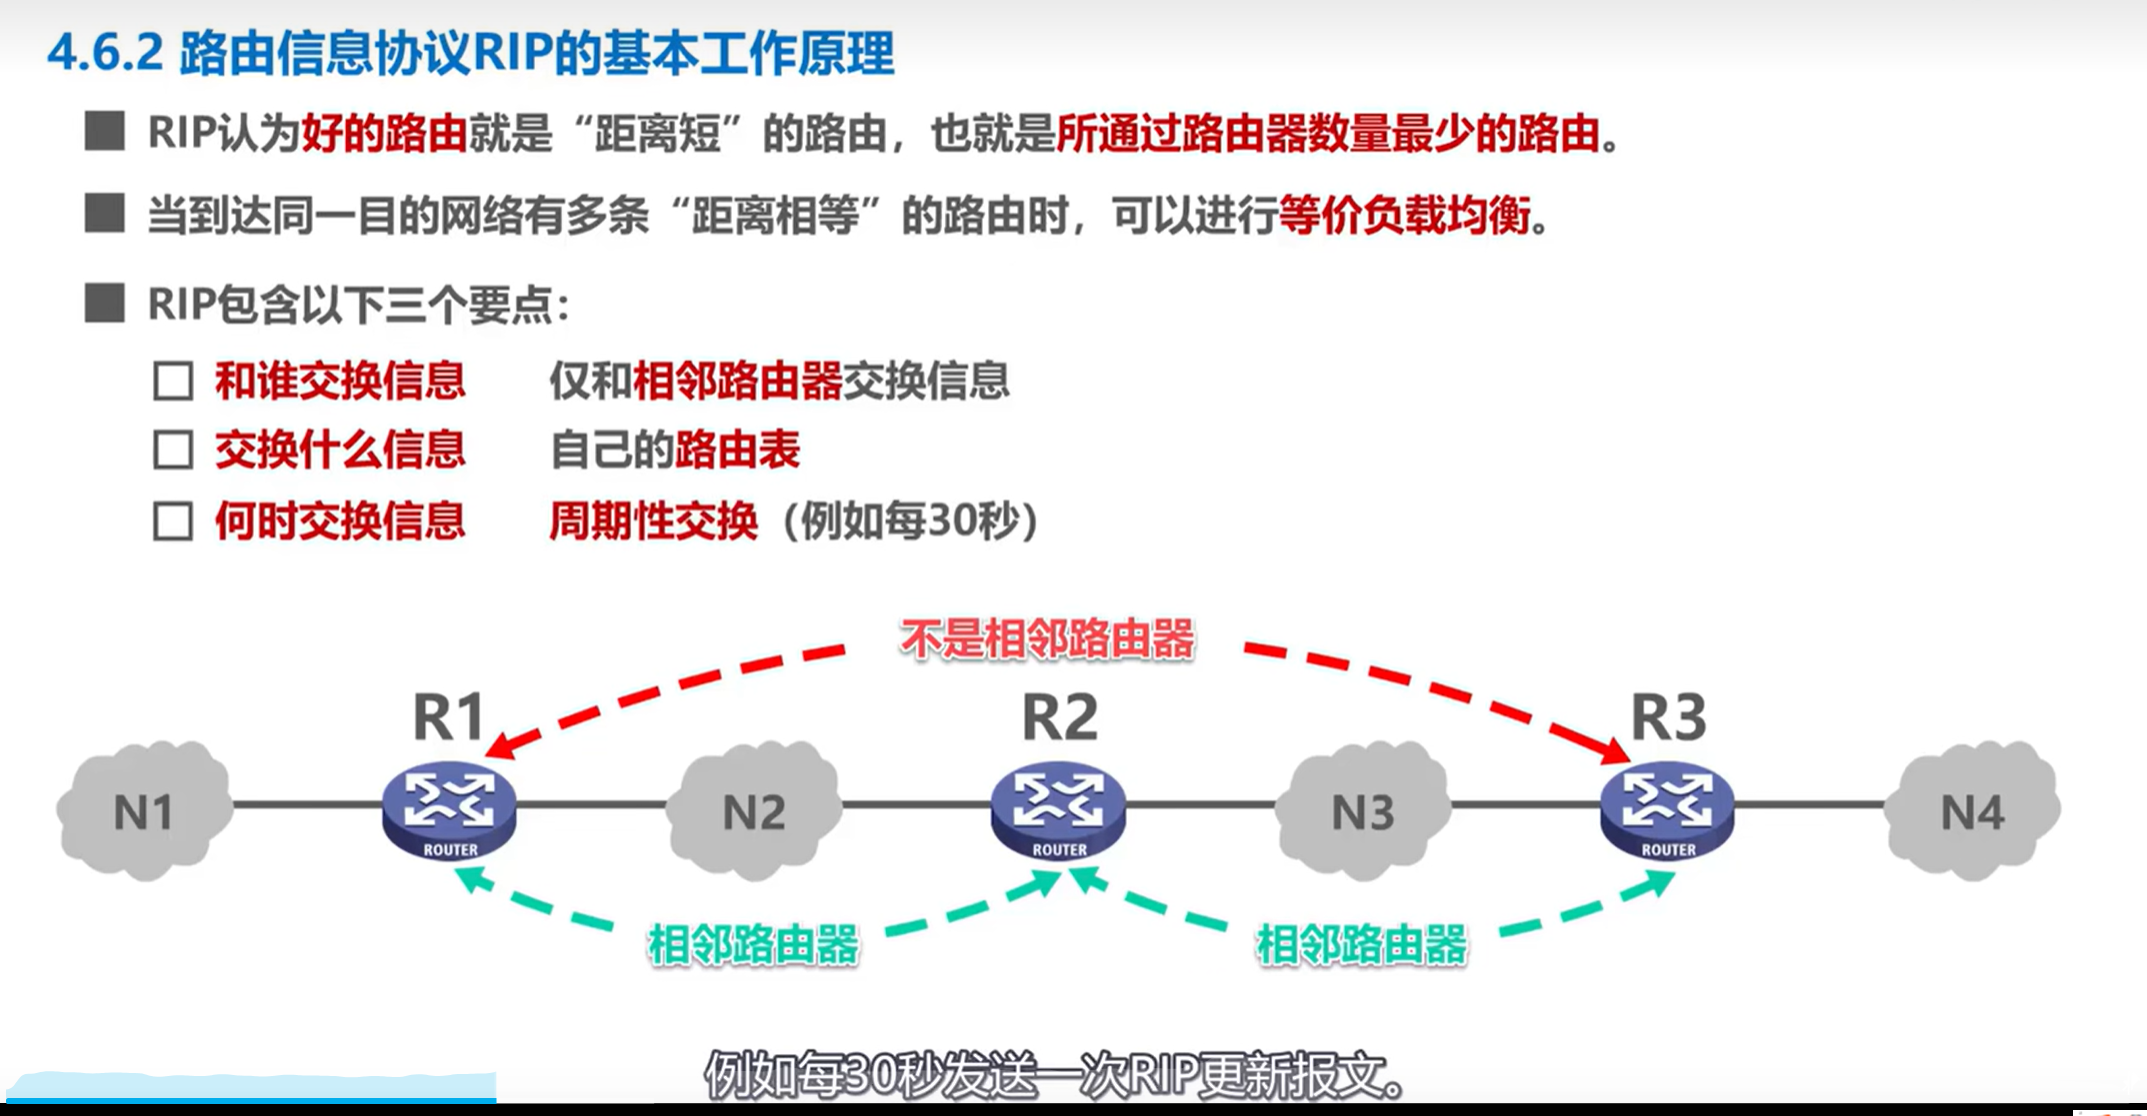 4.6.2 路由信息协议RIP的基本工作原理
RIP认为好的路由就是“距离短”的路由，也就是所通过路由器数量最少的路由。
当到达同一目的网络有多条“距离相等”的路由时，可以进行等价负载均衡。
RIP包含以下三个要点：
和谁交换信息 仅和相邻路由器交换信息
交换什么信息 自己的路由表
何时交换信息 周期性交换（例如每30秒）
不是相邻路由器
R1 R2 R3
N1 N2 N3 N4
ROUTER ROUTER ROUTER
相邻路由器 相邻路由器
例如每30秒发送一次RIP更新报文。